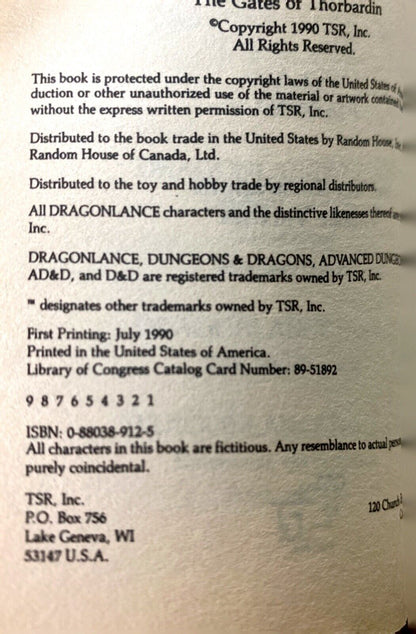 The Gates of Thorbardin
©Copyright 1990 TSR, Inc.
All Rights Reserved.
This book is protected under the copyright laws of the United States of
duction or other unauthorized use of the material or artwork contained
without the express written permission of TSR, Inc.
Distributed to the book trade in the United States by Random House,
Random House of Canada, Ltd.
Distributed to the toy and hobby trade by regional distributors.
All DRAGONLANCE characters and the distinctive likenesses thereof
Inc.
DRAGONLANCE, DUNGEONS & DRAGONS, ADVANCED
AD&D, and D&D are registered trademarks owned by TSR, Inc.
™ designates other trademarks owned by TSR, Inc.
First Printing: July 1990
Printed in the United States of America.
Library of Congress Catalog Card Number: 89-51892
9 8 7 6 5 4 3 2 1
ISBN: 0-88038-912-5
All characters in this book are fictitious. Any resemblance to actual
purely coincidental.
TSR, Inc.
P.O. Box 756
Lake Geneva, WI
53147 U.S.A.
120 Church